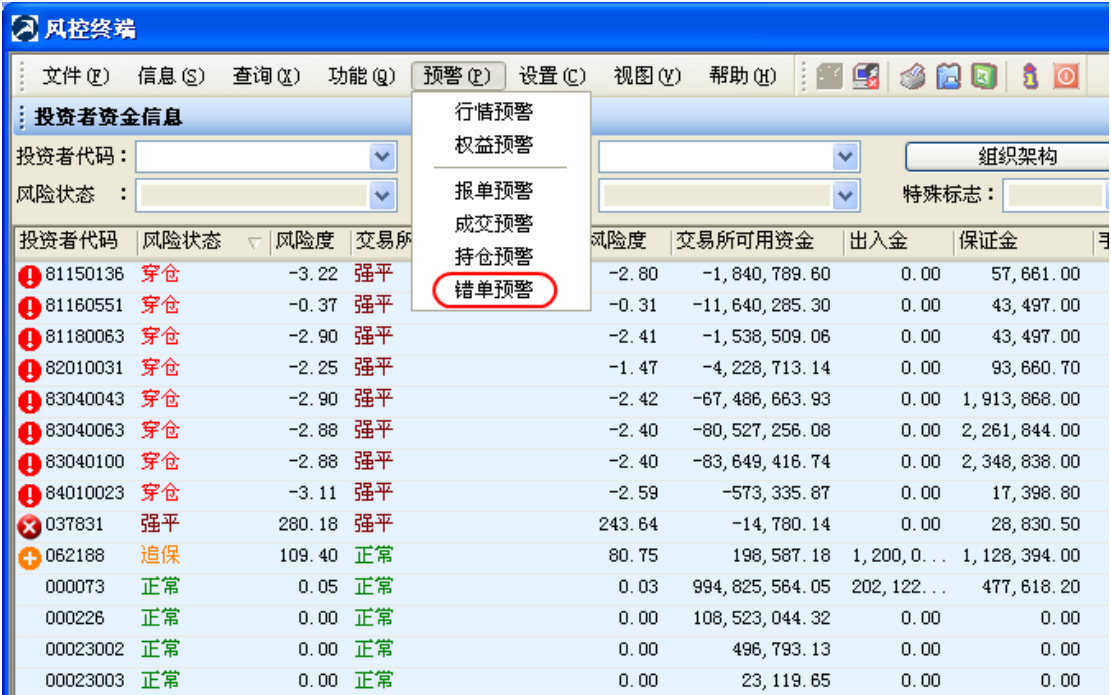 风控终端
文件(F) 信息(S) 查询(X) 功能(Q) 预警(P) 设置(C) 视图(V) 帮助(H)
投资者资金信息
行情预警
权益预警
报单预警
成交预警
持仓预警
错单预警
投资者代码： 组织架构
风险状态 ： 特殊标志：
投资者代码 风险状态 风险度 交易所 风险度 交易所可用资金 出入金 保证金
81150136 穿仓 -3.22 强平 -2.80 -1,840,789.60 0.00 57,661.00
81160551 穿仓 -0.37 强平 -0.31 -11,640,285.30 0.00 43,497.00
81180063 穿仓 -2.90 强平 -2.41 -1,538,509.06 0.00 43,497.00
82010031 穿仓 -2.25 强平 -1.47 -4,228,713.14 0.00 93,660.70
83040043 穿仓 -2.90 强平 -2.42 -67,486,663.93 0.00 1,913,868.00
83040063 穿仓 -2.88 强平 -2.40 -80,527,256.08 0.00 2,261,844.00
83040100 穿仓 -2.88 强平 -2.40 -83,649,416.74 0.00 2,348,838.00
84010023 穿仓 -3.11 强平 -2.59 -573,335.87 0.00 17,398.80
037831 强平 280.18 强平 243.64 -14,780.14 0.00 28,830.50
062188 追保 109.40 正常 80.75 198,587.18 1,200,0... 1,128,394.00
000073 正常 0.05 正常 0.03 994,825,564.05 202,122... 477,618.20
000226 正常 0.00 正常 0.00 108,523,044.32 0.00 0.00
00023002 正常 0.00 正常 0.00 496,793.13 0.00 0.00
00023003 正常 0.00 正常 0.00 23,119.65 0.00 0.00